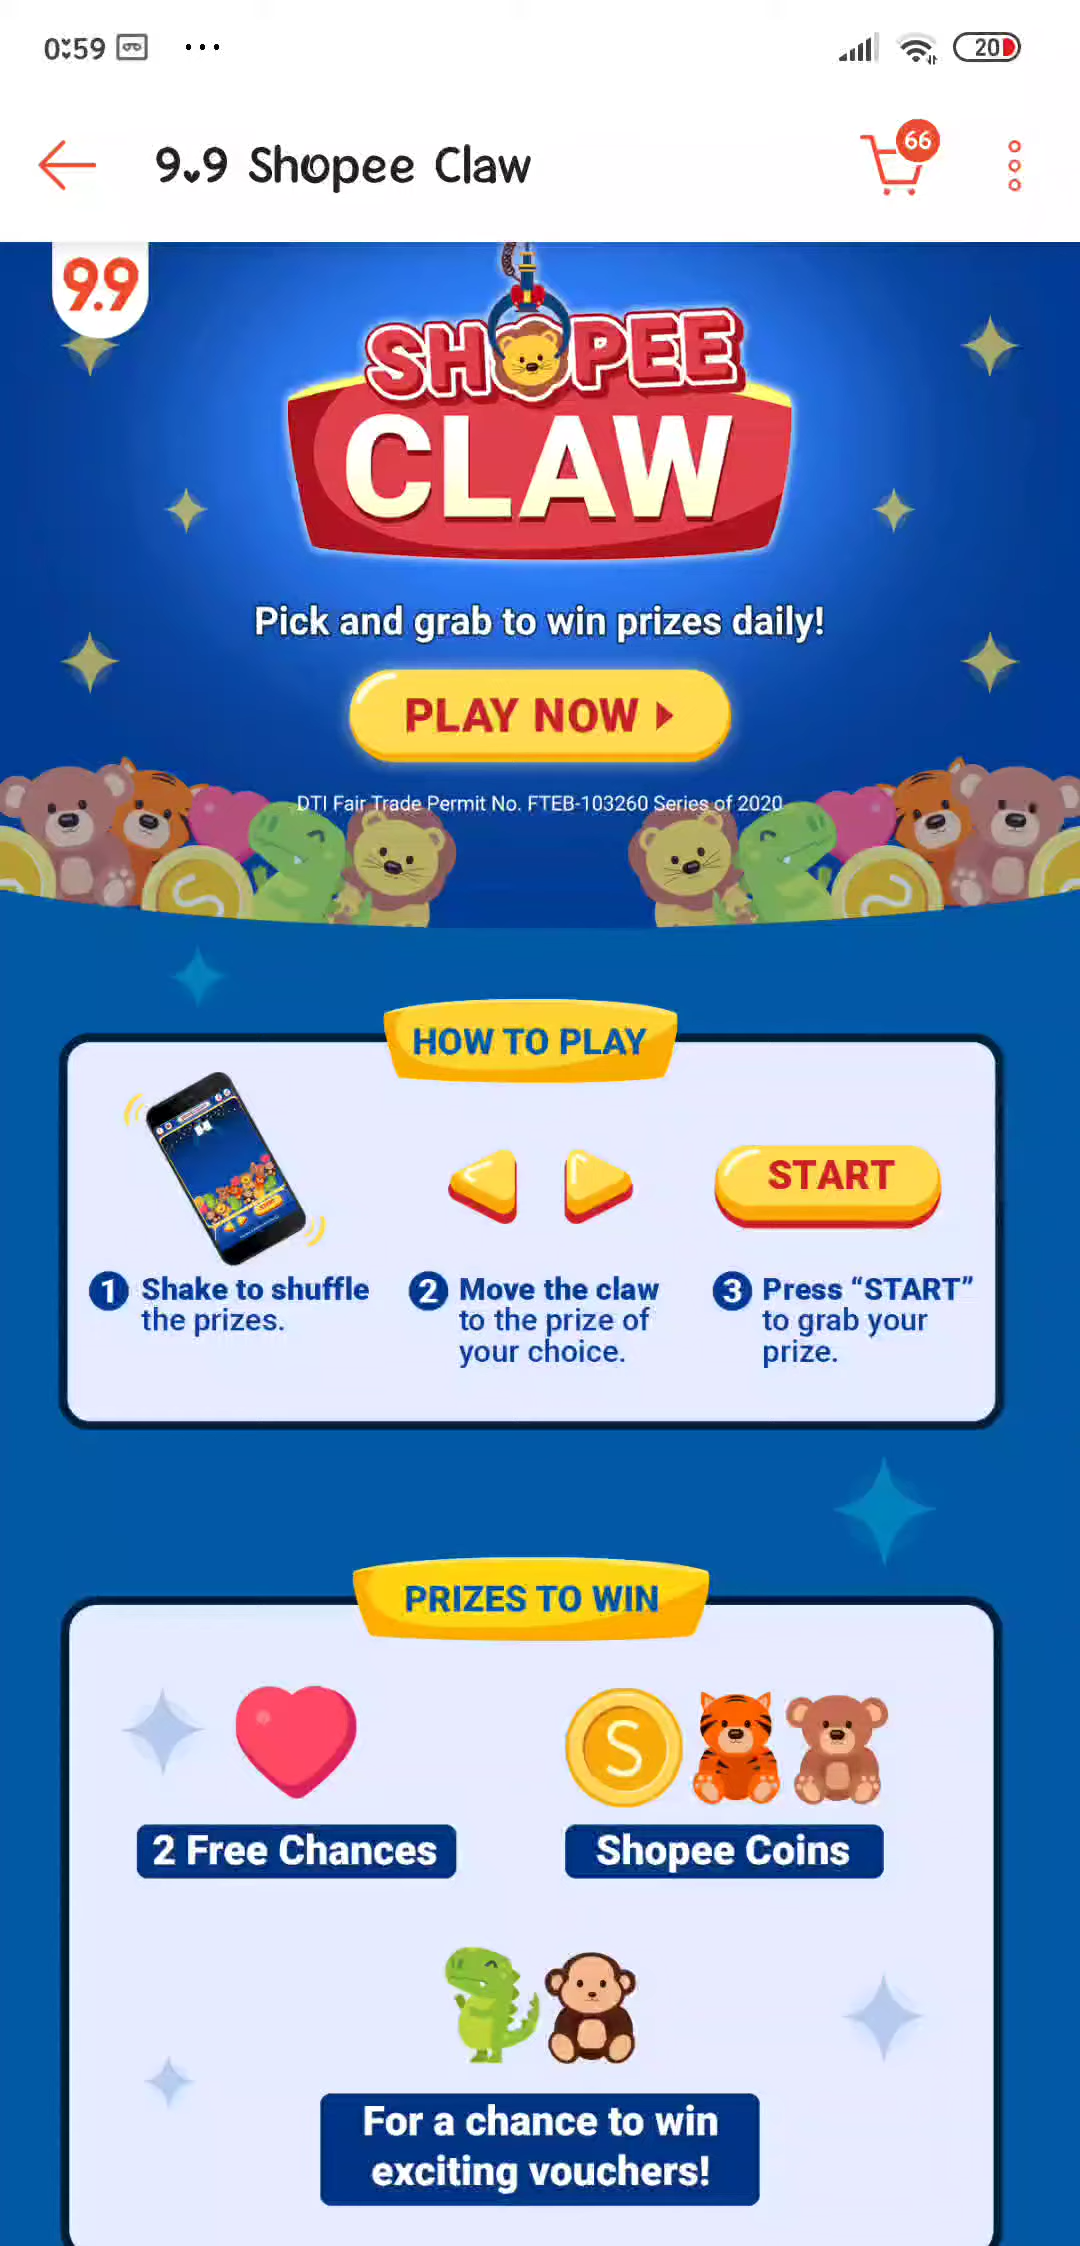 0:59
20
9.9 Shopee Claw
66
9.9
SHOPEE
CLAW
Pick and grab to win prizes daily!
PLAY NOW
DTI Fair Trade Permit No. FTEB-103260 Series of 2020
HOW TO PLAY
START
1 Shake to shuffle
the prizes.
2 Move the claw
to the prize of
your choice.
3 Press “START”
to grab your
prize.
PRIZES TO WIN
2 Free Chances
Shopee Coins
For a chance to win
exciting vouchers!